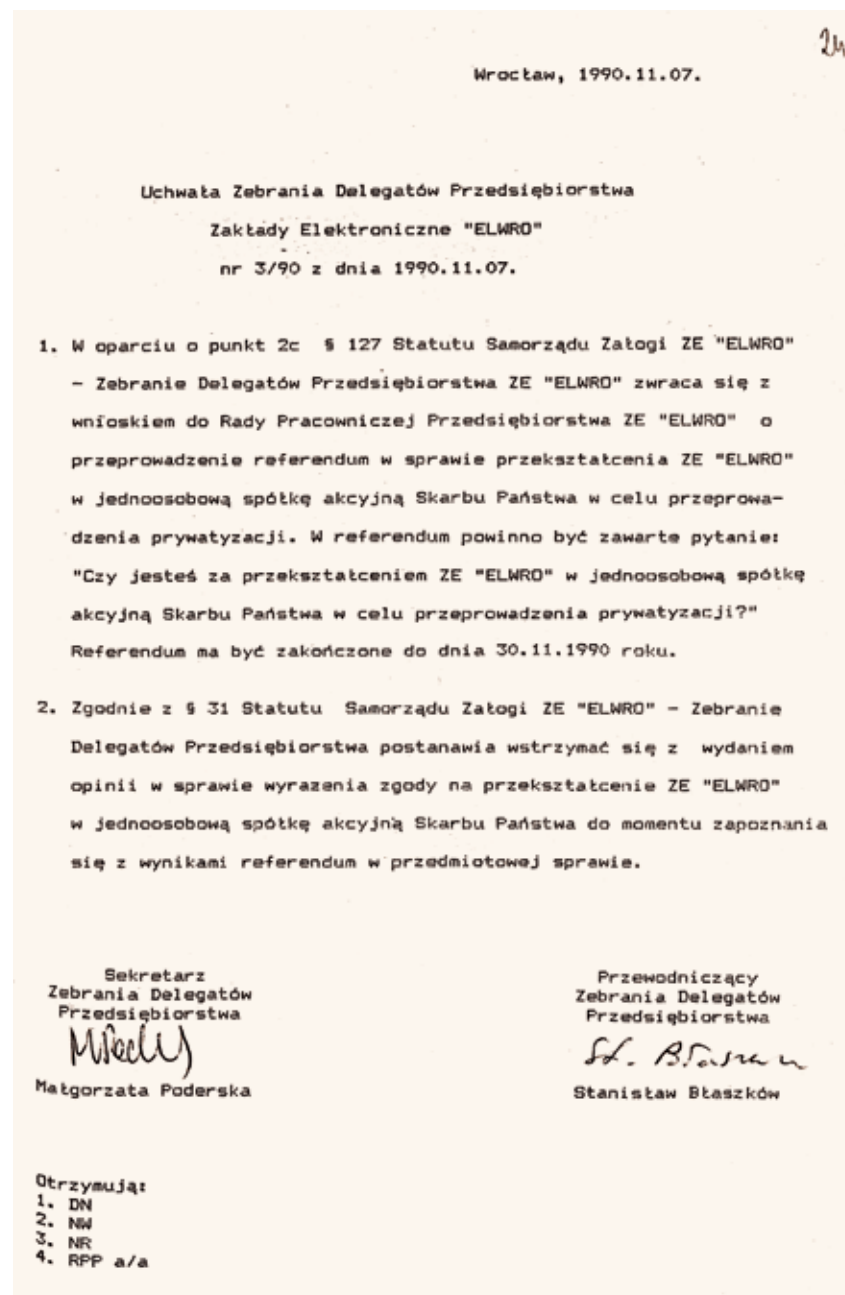 24
Wrocław, 1990.11.07.
Uchwała Zebrania Delegatów Przedsiębiorstwa
Zakłady Elektroniczne "ELWRO"
nr 3/90 z dnia 1990.11.07.
1. W oparciu o punkt 2c § 127 Statutu Samorządu Załogi ZE "ELWRO"
- Zebranie Delegatów Przedsiębiorstwa ZE "ELWRO" zwraca się z
wnioskiem do Rady Pracowniczej Przedsiębiorstwa ZE "ELWRO" o
przeprowadzenie referendum w sprawie przekształcenia ZE "ELWRO"
w jednoosobową spółkę akcyjną Skarbu Państwa w celu przeprowa-
dzenia prywatyzacji. W referendum powinno być zawarte pytanie:
"Czy jesteś za przekształceniem ZE "ELWRO" w jednoosobową spółkę
akcyjną Skarbu Państwa w celu przeprowadzenia prywatyzacji?"
Referendum ma być zakończone do dnia 30.11.1990 roku.
2. Zgodnie z § 31 Statutu Samorządu Załogi ZE "ELWRO" - Zebranie
Delegatów Przedsiębiorstwa postanawia wstrzymać się z wydaniem
opinii w sprawie wyrazenia zgody na przekształcenie ZE "ELWRO"
w jednoosobową spółkę akcyjną Skarbu Państwa do momentu zapoznania
się z wynikami referendum w przedmiotowej sprawie.
Sekretarz
Zebrania Delegatów
Przedsiębiorstwa
Małgorzata Poderska
Przewodniczący
Zebrania Delegatów
Przedsiębiorstwa
St. Błaszków
Stanisław Błaszków
Otrzymują:
1. DN
2. NW
3. NR
4. RPP a/a